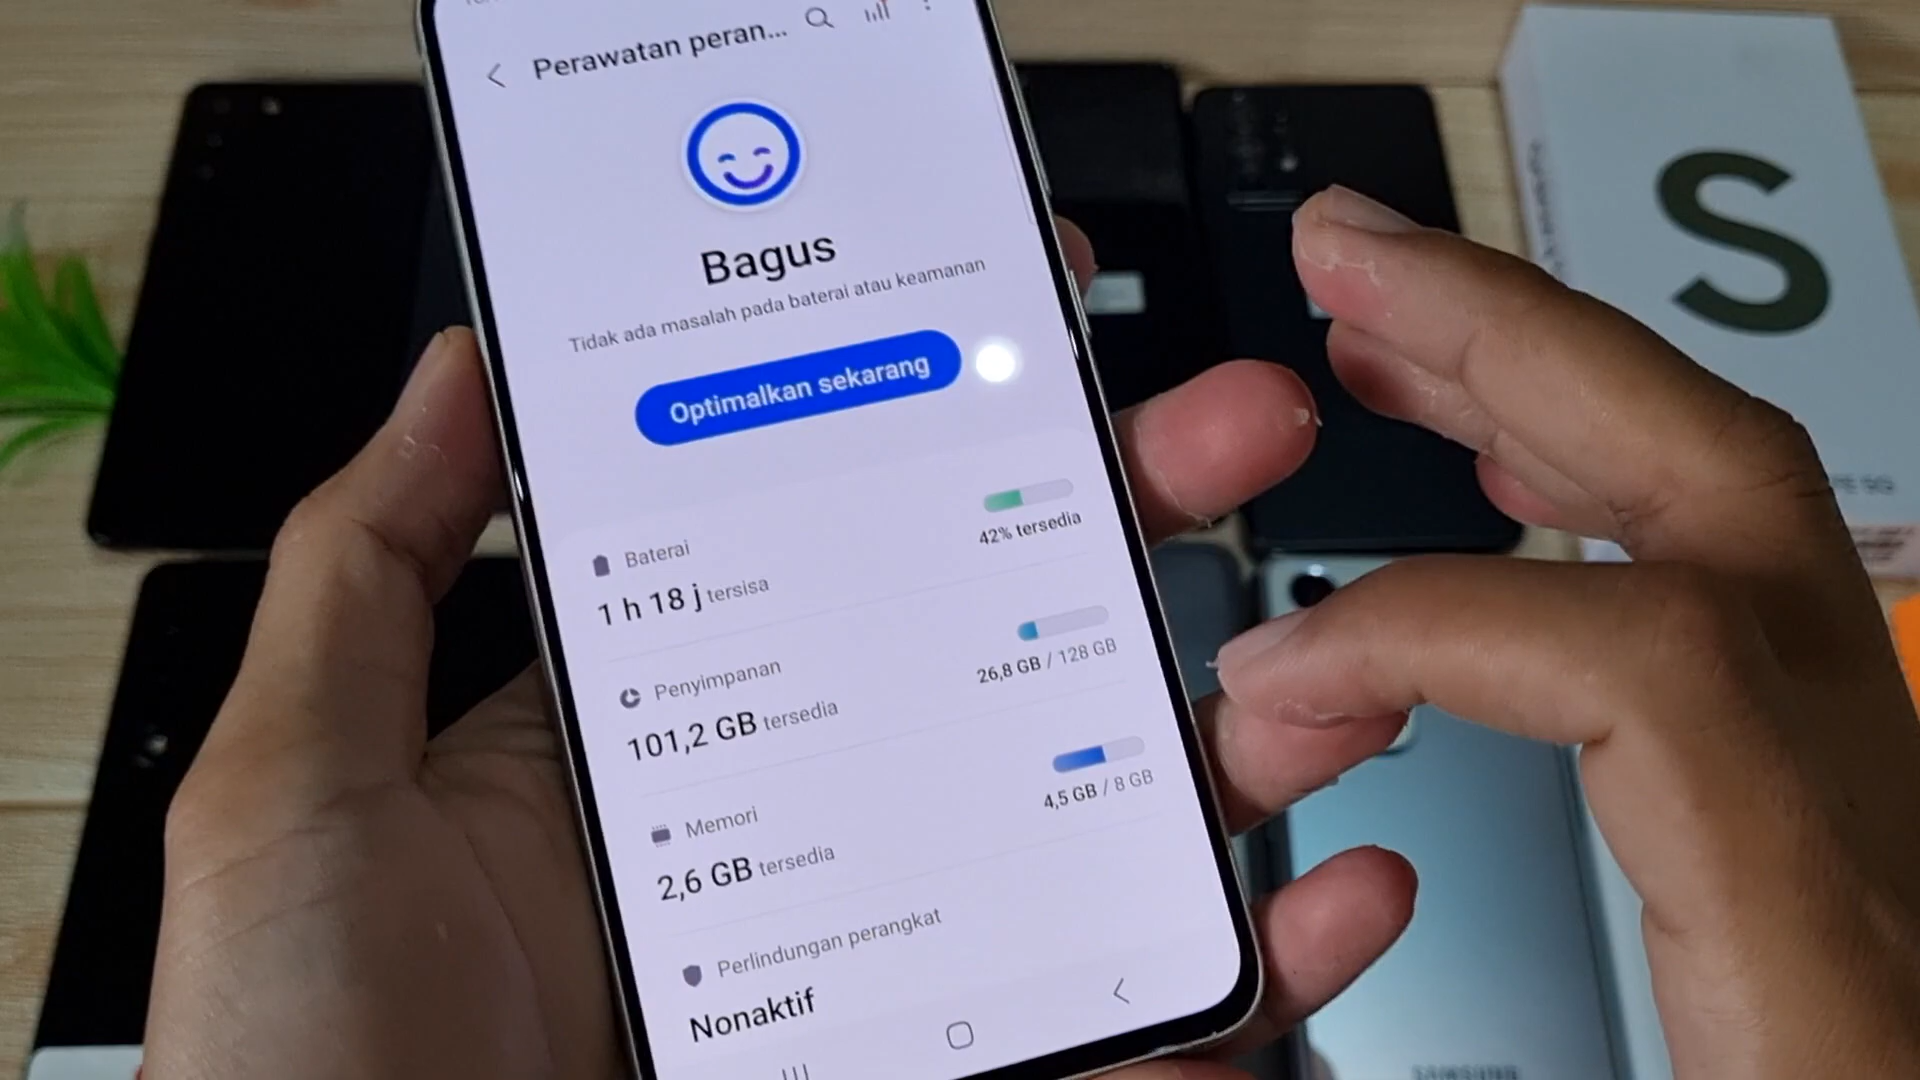 Perawatan peran...
Bagus
Tidak ada masalah pada baterai atau keamanan
Optimalkan sekarang
Baterai
1 h 18 j tersisa
42% tersedia
Penyimpanan
101,2 GB tersedia
26,8 GB / 128 GB
Memori
2,6 GB tersedia
4,5 GB / 8 GB
Perlindungan perangkat
Nonaktif
S
SAMSUNG